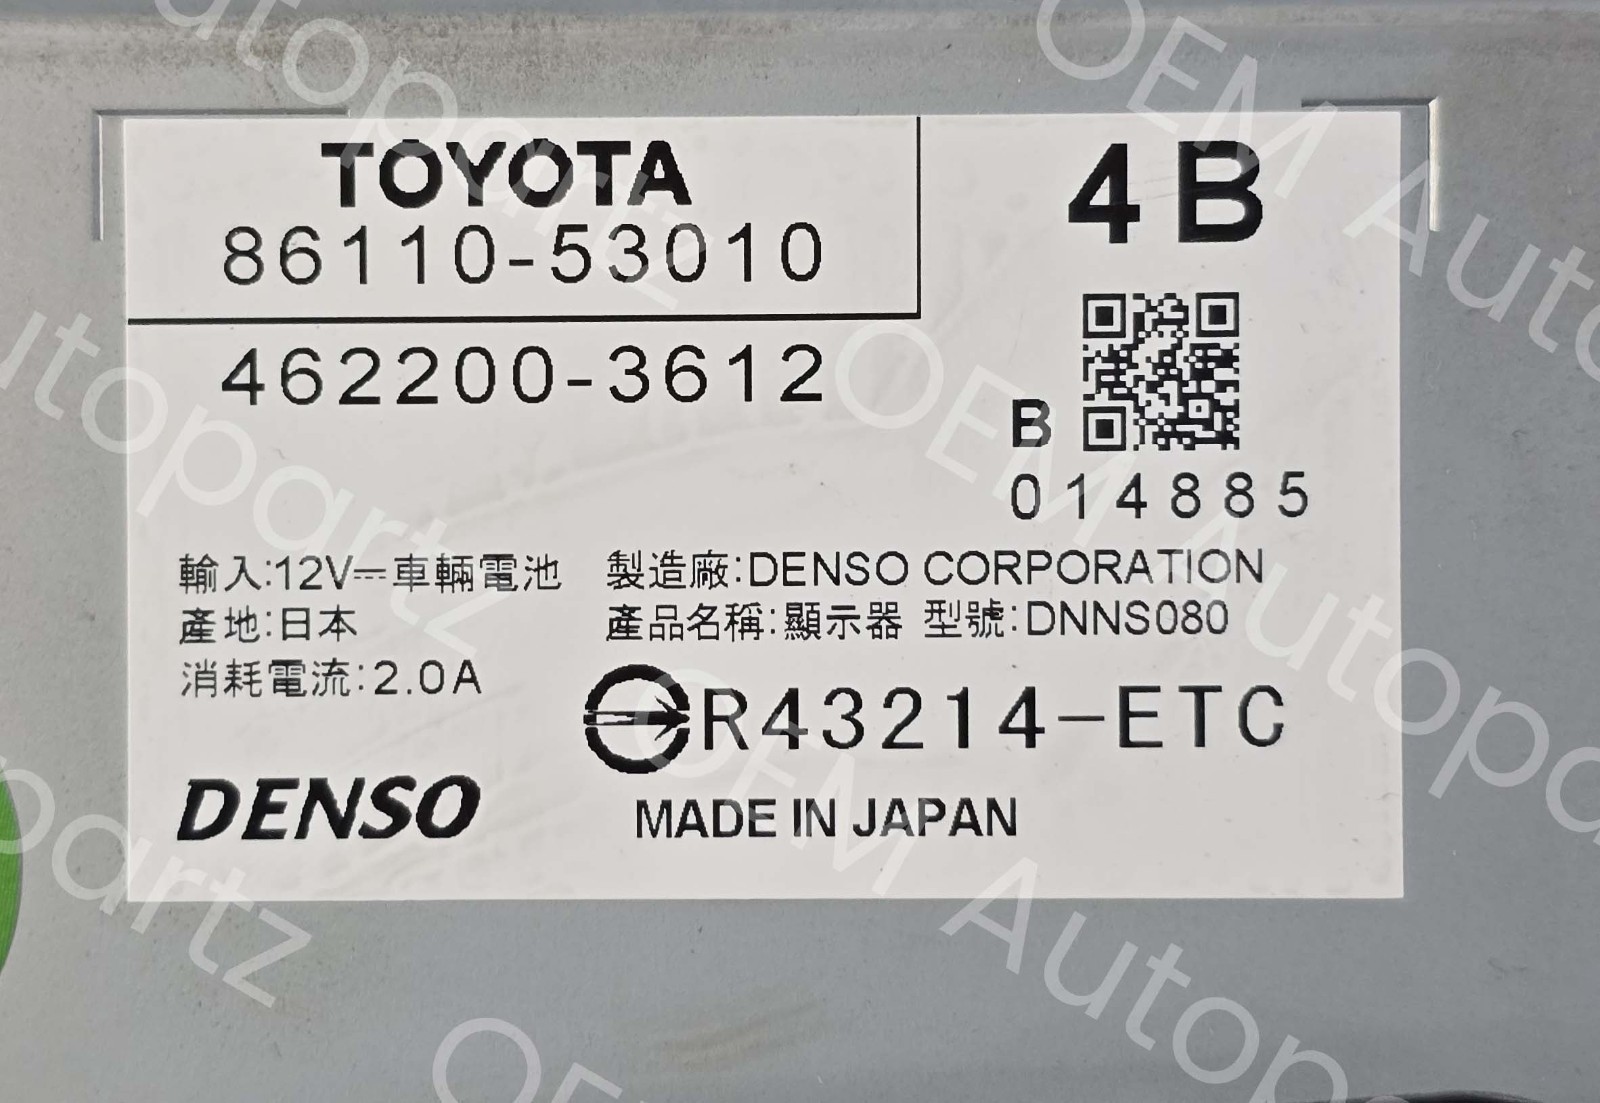 TOYOTA
86110-53010
4B
462200-3612
B
014885
輸入:12V⎓車輛電池
產地:日本
消耗電流:2.0A
製造廠:DENSO CORPORATION
產品名稱:顯示器 型號:DNNS080
R43214-ETC
DENSO
MADE IN JAPAN
OEM Autopartz